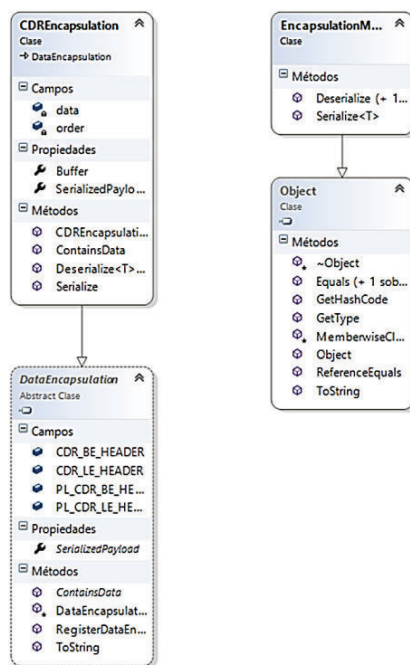 CDREncapsulation
Clase
DataEncapsulation
Campos
data
order
Propiedades
Buffer
SerializedPaylo...
Métodos
CDREncapsulati...
ContainsData
Deserialize<T>...
Serialize
DataEncapsulation
Abstract Clase
Campos
CDR_BE_HEADER
CDR_LE_HEADER
PL_CDR_BE_HE...
PL_CDR_LE_HE...
Propiedades
SerializedPayload
Métodos
ContainsData
DataEncapsulat...
RegisterDataEn...
ToString
EncapsulationM...
Clase
Métodos
Deserialize (+ 1...
Serialize<T>
Object
Clase
Métodos
~Object
Equals (+ 1 sob...
GetHashCode
GetType
MemberwiseCl...
Object
ReferenceEquals
ToString